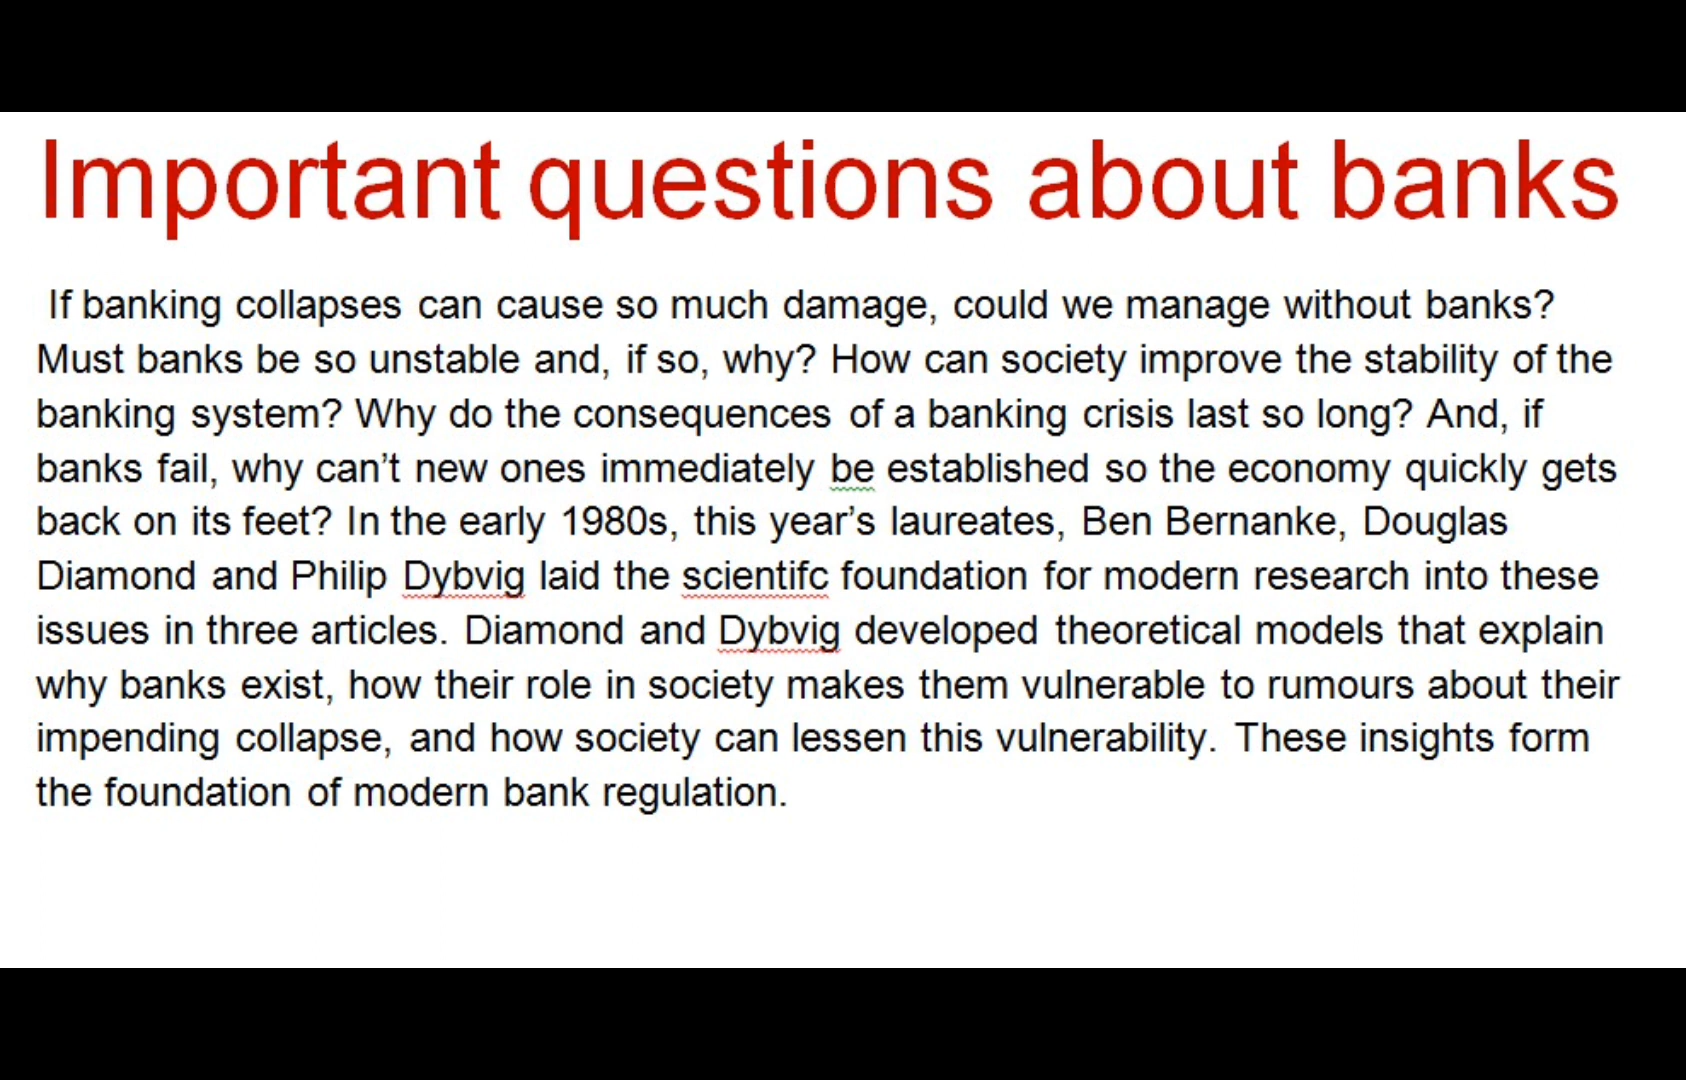 Important questions about banks
If banking collapses can cause so much damage, could we manage without banks?
Must banks be so unstable and, if so, why? How can society improve the stability of the
banking system? Why do the consequences of a banking crisis last so long? And, if
banks fail, why can’t new ones immediately be established so the economy quickly gets
back on its feet? In the early 1980s, this year’s laureates, Ben Bernanke, Douglas
Diamond and Philip Dybvig laid the scientifc foundation for modern research into these
issues in three articles. Diamond and Dybvig developed theoretical models that explain
why banks exist, how their role in society makes them vulnerable to rumours about their
impending collapse, and how society can lessen this vulnerability. These insights form
the foundation of modern bank regulation.